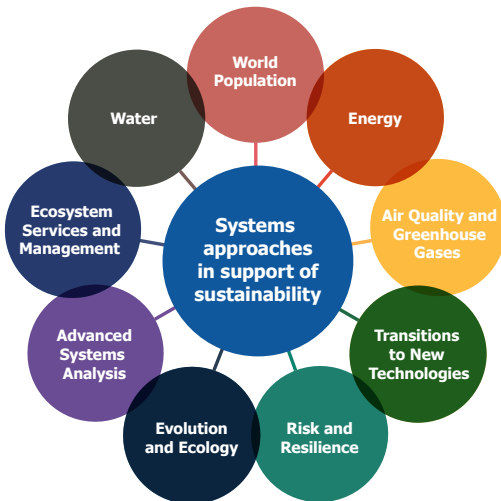 World
Population
Energy
Air Quality and
Greenhouse
Gases
Transitions
to New
Technologies
Risk and
Resilience
Evolution
and Ecology
Advanced
Systems
Analysis
Ecosystem
Services and
Management
Water
Systems
approaches
in support of
sustainability